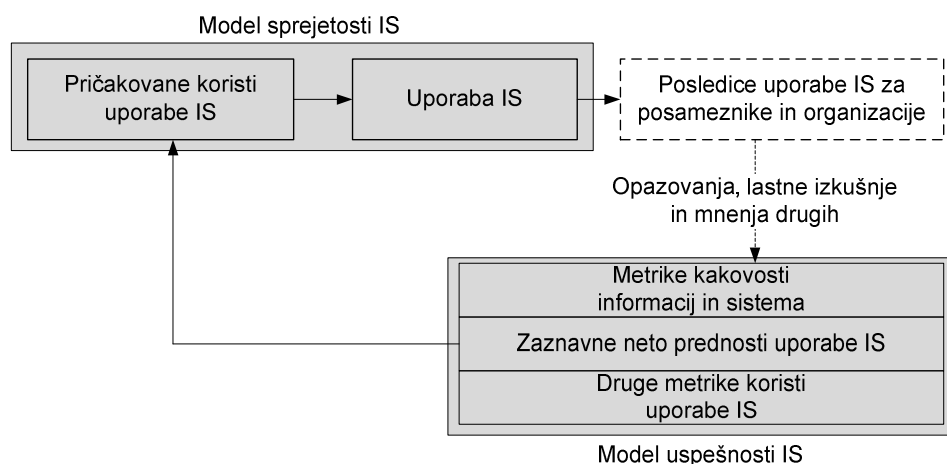 Model sprejetosti IS
Pričakovane koristi
uporabe IS
Uporaba IS
Posledice uporabe IS za
posameznike in organizacije
Opazovanja, lastne izkušnje
in mnenja drugih
Metrike kakovosti
informacij in sistema
Zaznavne neto prednosti uporabe IS
Druge metrike koristi
uporabe IS
Model uspešnosti IS